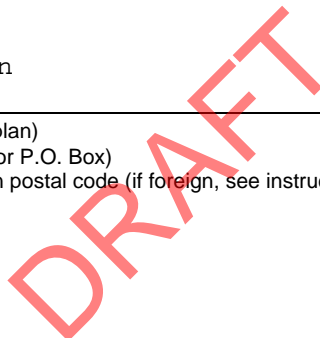 n
plan)
or P.O. Box)
n postal code (if foreign, see instruc
DRAFT